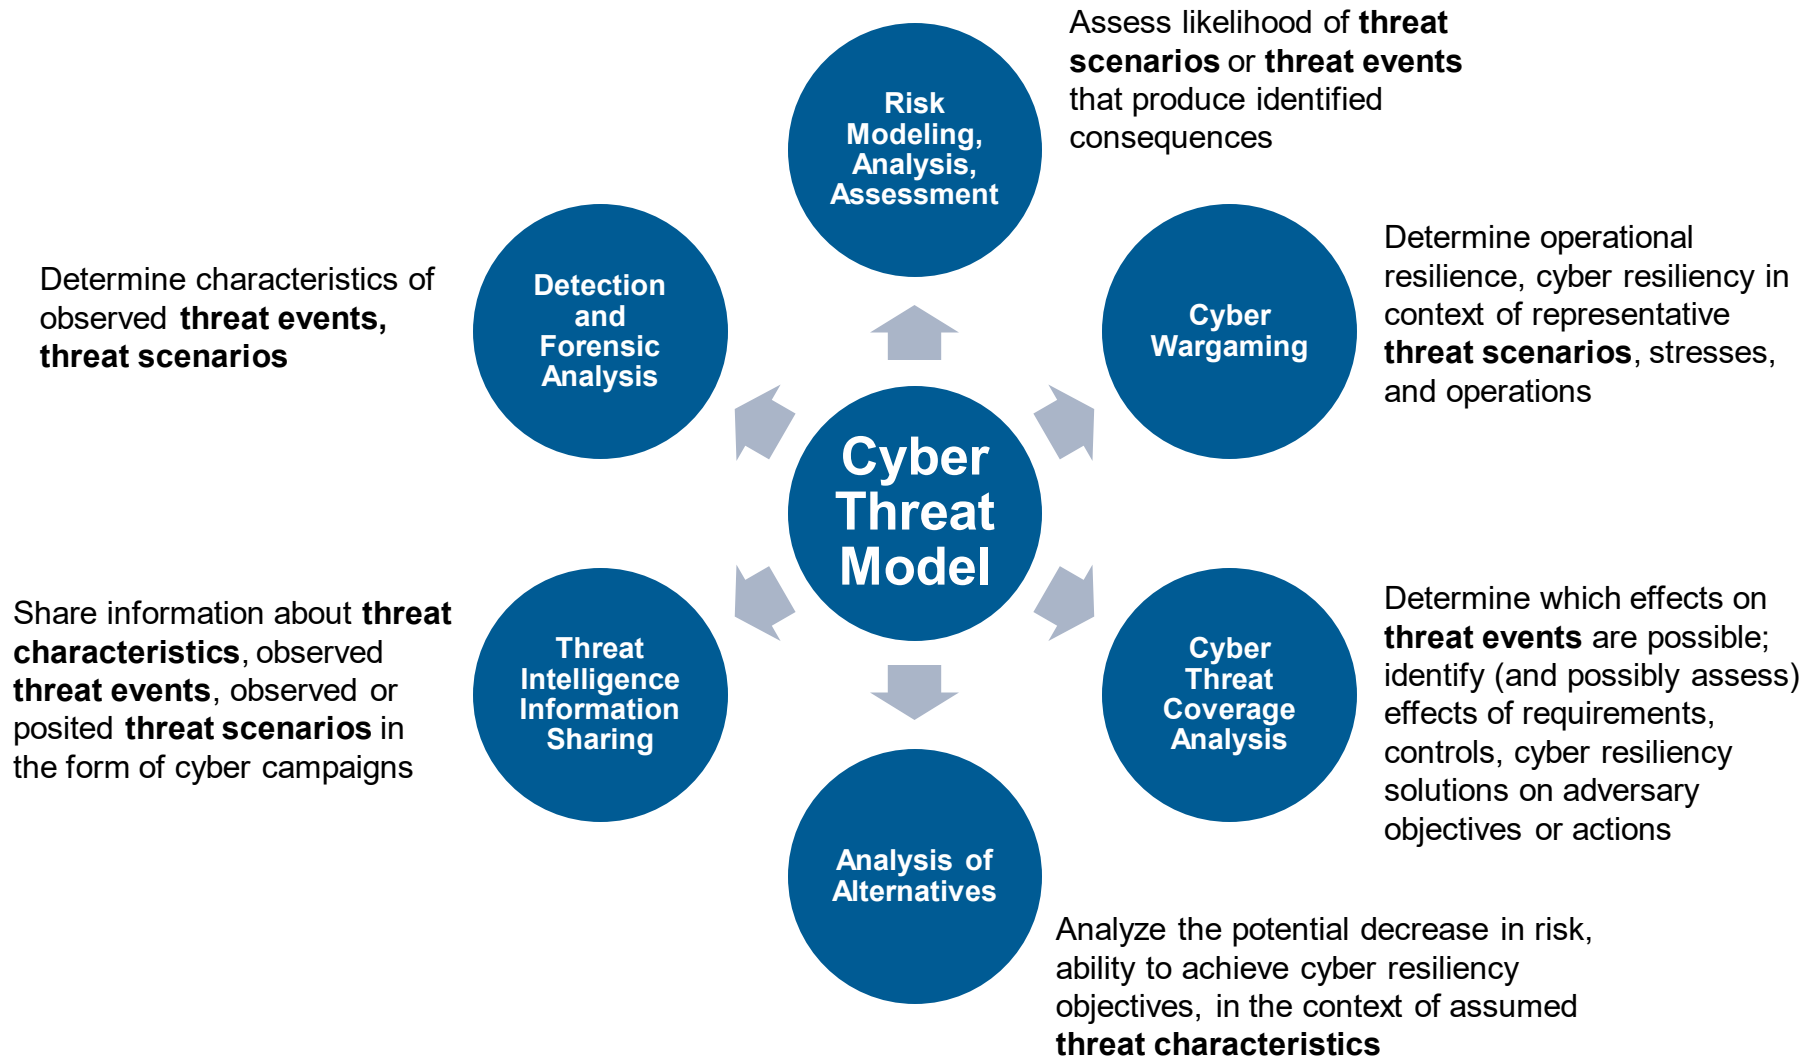 Assess likelihood of threat
scenarios or threat events
that produce identified
consequences
Risk
Modeling,
Analysis,
Assessment
Determine characteristics of
observed threat events,
threat scenarios
Detection
and
Forensic
Analysis
Cyber
Wargaming
Determine operational
resilience, cyber resiliency in
context of representative
threat scenarios, stresses,
and operations
Cyber
Threat
Model
Share information about threat
characteristics, observed
threat events, observed or
posited threat scenarios in
the form of cyber campaigns
Threat
Intelligence
Information
Sharing
Cyber
Threat
Coverage
Analysis
Determine which effects on
threat events are possible;
identify (and possibly assess)
effects of requirements,
controls, cyber resiliency
solutions on adversary
objectives or actions
Analysis of
Alternatives
Analyze the potential decrease in risk,
ability to achieve cyber resiliency
objectives, in the context of assumed
threat characteristics